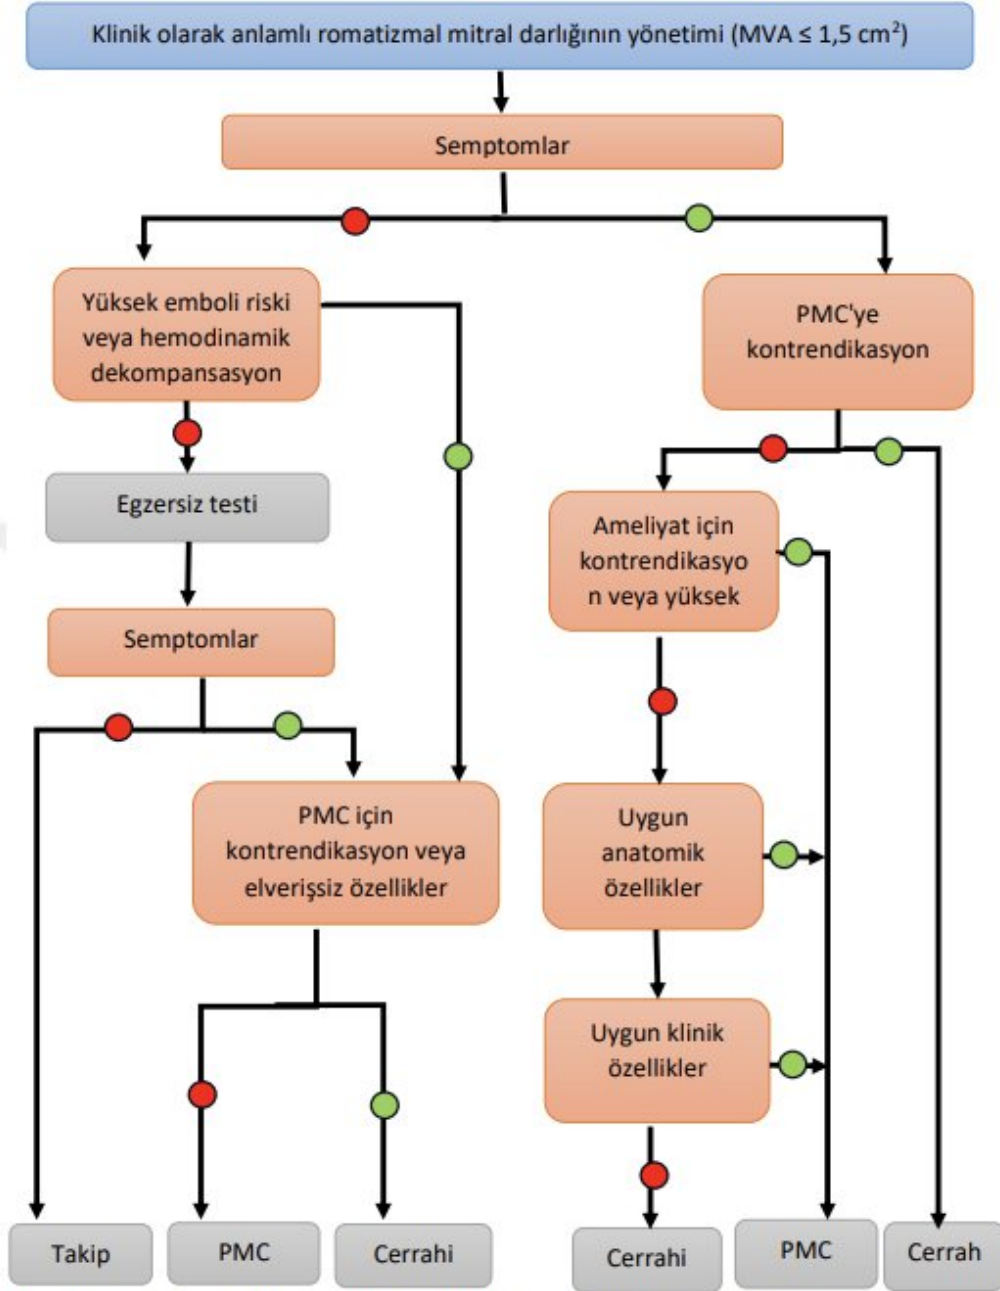 Klinik olarak anlamlı romatizmal mitral darlığının yönetimi (MVA ≤ 1,5 cm²)
Semptomlar
Yüksek emboli riski
veya hemodinamik
dekompansasyon
PMC'ye
kontrendikasyon
Egzersiz testi
Ameliyat için
kontrendikasyo
n veya yüksek
Semptomlar
PMC için
kontrendikasyon veya
elverişsiz özellikler
Uygun
anatomik
özellikler
Uygun klinik
özellikler
Takip
PMC
Cerrahi
Cerrahi
PMC
Cerrah